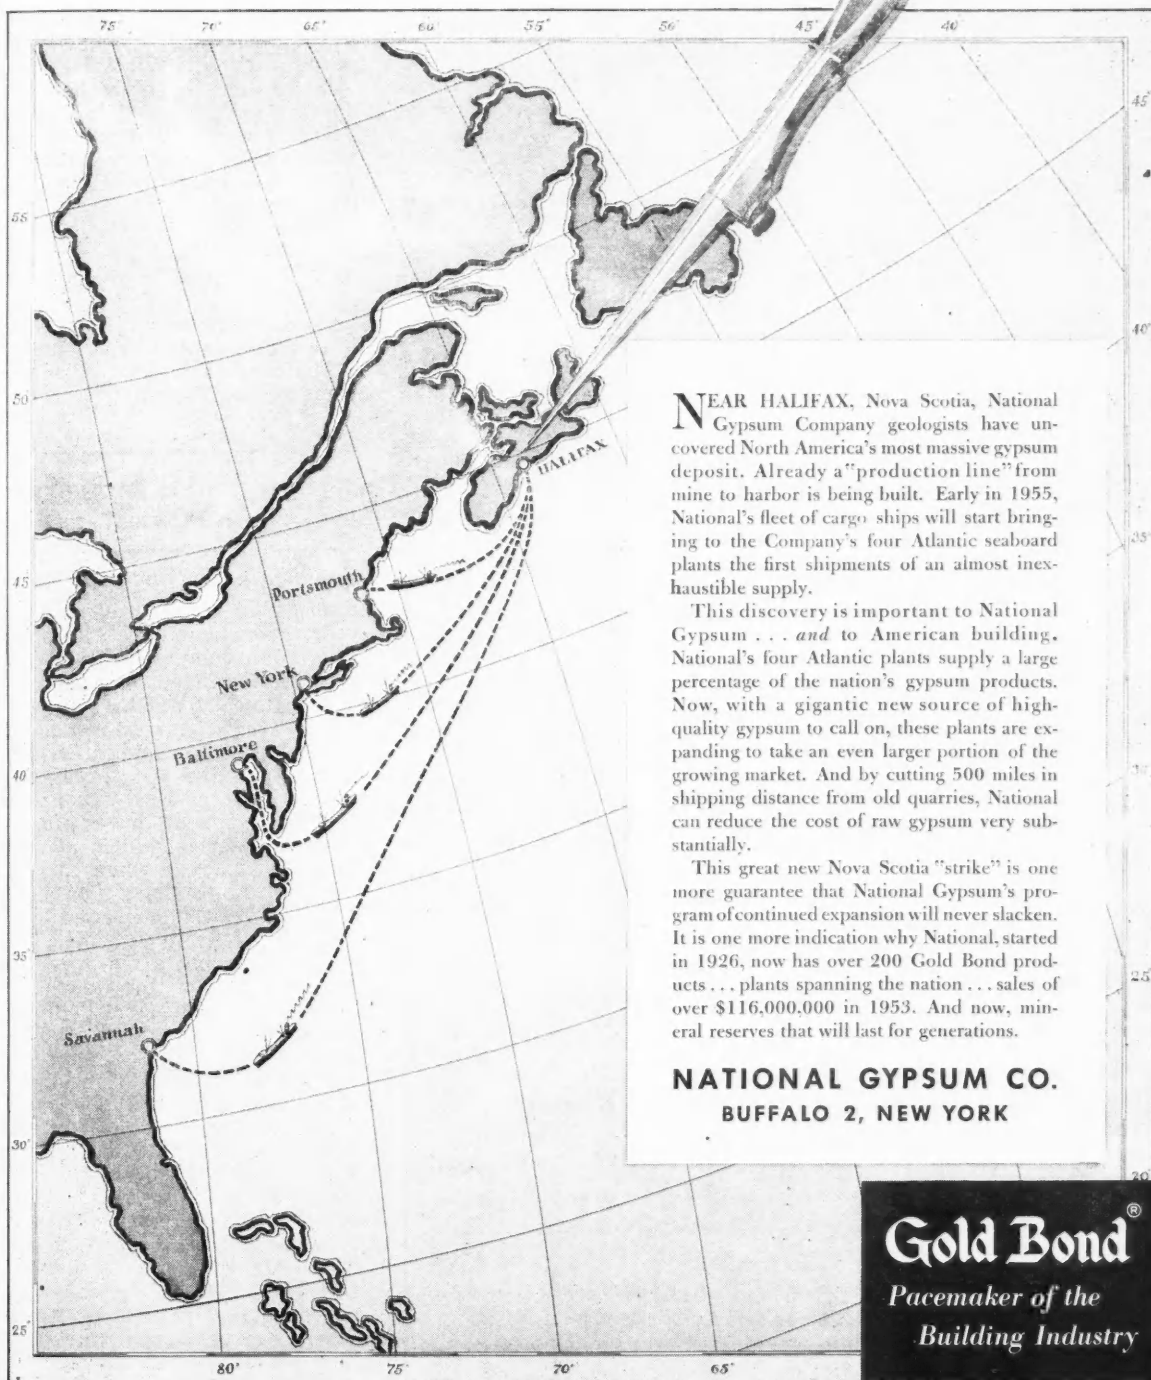 75° 70° 65° 60° 55° 50° 45° 40°
45°
55°
40°
50°
35°
45°
40°
30°
35°
25°
30°
20°
25°
80° 75° 70° 65°
HALIFAX
Portsmouth
New York
Baltimore
Savannah
NEAR HALIFAX, Nova Scotia, National
Gypsum Company geologists have un-
covered North America's most massive gypsum
deposit. Already a "production line" from
mine to harbor is being built. Early in 1955,
National's fleet of cargo ships will start bring-
ing to the Company's four Atlantic seaboard
plants the first shipments of an almost inex-
haustible supply.
This discovery is important to National
Gypsum . . . and to American building.
National's four Atlantic plants supply a large
percentage of the nation's gypsum products.
Now, with a gigantic new source of high-
quality gypsum to call on, these plants are ex-
panding to take an even larger portion of the
growing market. And by cutting 500 miles in
shipping distance from old quarries, National
can reduce the cost of raw gypsum very sub-
stantially.
This great new Nova Scotia "strike" is one
more guarantee that National Gypsum's pro-
gram of continued expansion will never slacken.
It is one more indication why National, started
in 1926, now has over 200 Gold Bond prod-
ucts . . . plants spanning the nation . . . sales of
over $116,000,000 in 1953. And now, min-
eral reserves that will last for generations.
NATIONAL GYPSUM CO.
BUFFALO 2, NEW YORK
Gold Bond®
Pacemaker of the
Building Industry